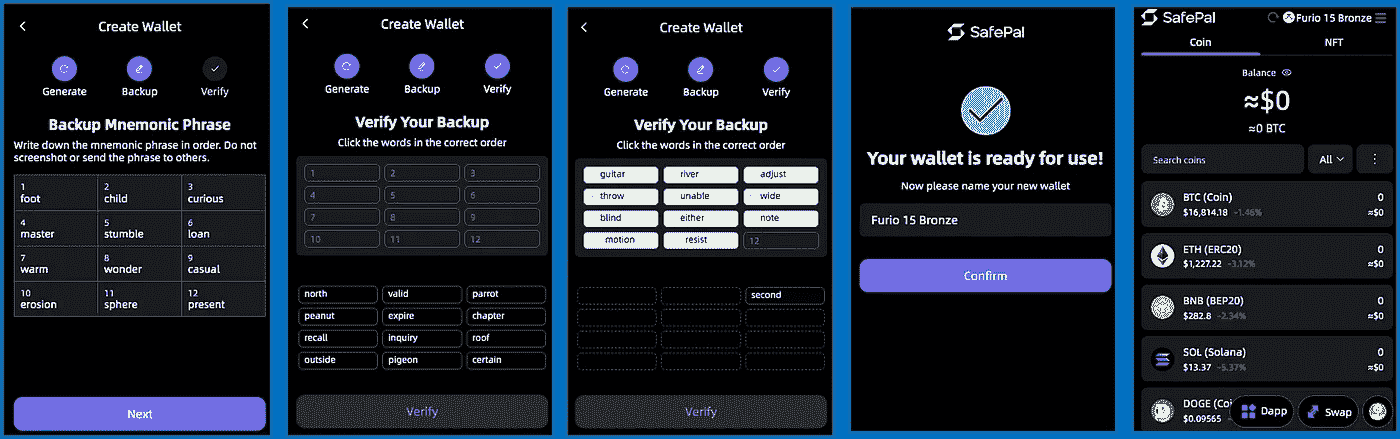 Create Wallet
Generate Backup Verify
Backup Mnemonic Phrase
Write down the mnemonic phrase in order. Do not
screenshot or send the phrase to others.
1 2 3
foot child curious
4 5 6
master stumble loan
7 8 9
warm wonder casual
10 11 12
erosion sphere present
Next
Create Wallet
Generate Backup Verify
Verify Your Backup
Click the words in the correct order
1 2 3
4 5 6
7 8 9
10 11 12
north valid parrot
peanut expire chapter
recall inquiry roof
outside pigeon certain
Verify
Create Wallet
Generate Backup Verify
Verify Your Backup
Click the words in the correct order
guitar river adjust
throw unable wide
blind either note
motion resist 12
second
Verify
SafePal
Your wallet is ready for use!
Now please name your new wallet
Furio 15 Bronze
Confirm
SafePal Furio 15 Bronze
Coin NFT
Balance
≈$0
≈0 BTC
Search coins All
BTC (Coin) 0
$16,814.18 -1.46% ≈$0
ETH (ERC20) 0
$1,227.22 -3.12% ≈$0
BNB (BEP20) 0
$282.8 -2.34% ≈$0
SOL (Solana) 0
$13.37 -5.37% ≈$0
DOGE (Coi
$0.09565
Dapp Swap